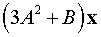 (3A² + B)x